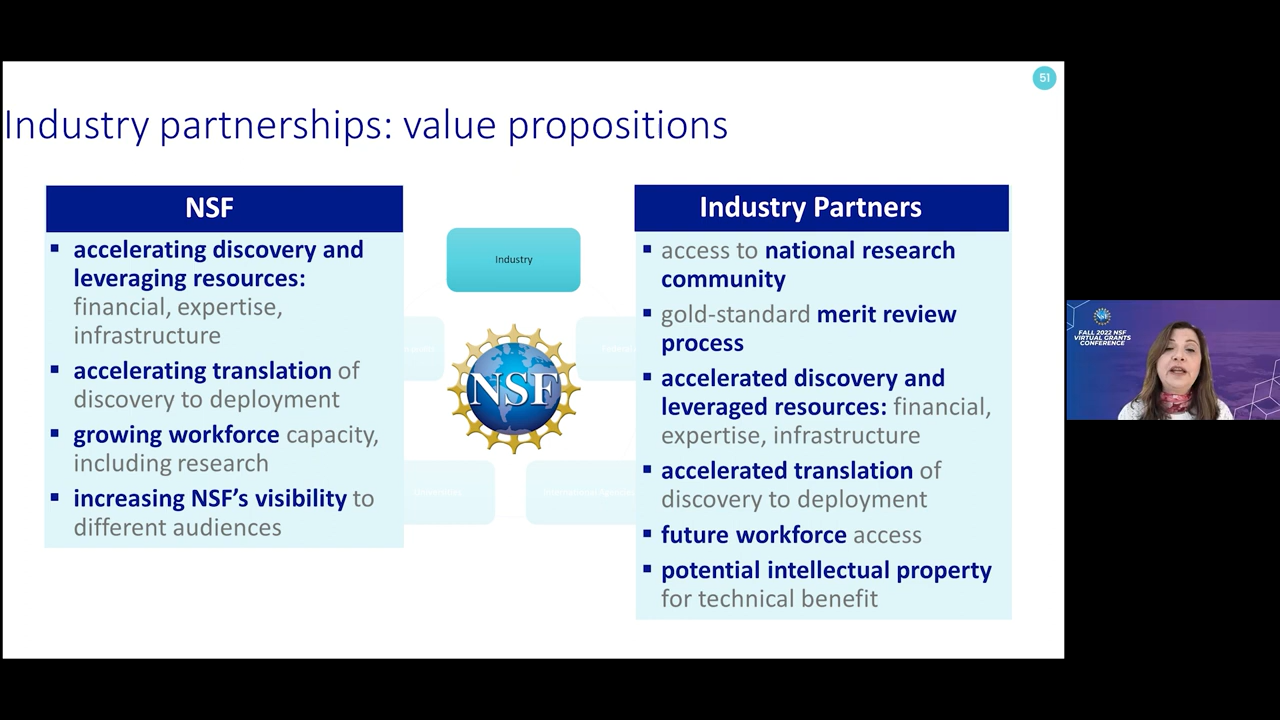 51
Industry partnerships: value propositions
NSF
accelerating discovery and
leveraging resources:
financial, expertise,
infrastructure
accelerating translation of
discovery to deployment
growing workforce capacity,
including research
increasing NSF's visibility to
different audiences
Industry
NSF
Industry Partners
access to national research
community
gold-standard merit review
process
accelerated discovery and
leveraged resources: financial,
expertise, infrastructure
accelerated translation of
discovery to deployment
future workforce access
potential intellectual property
for technical benefit
FALL 2022 NSF
VIRTUAL GRANTS
CONFERENCE